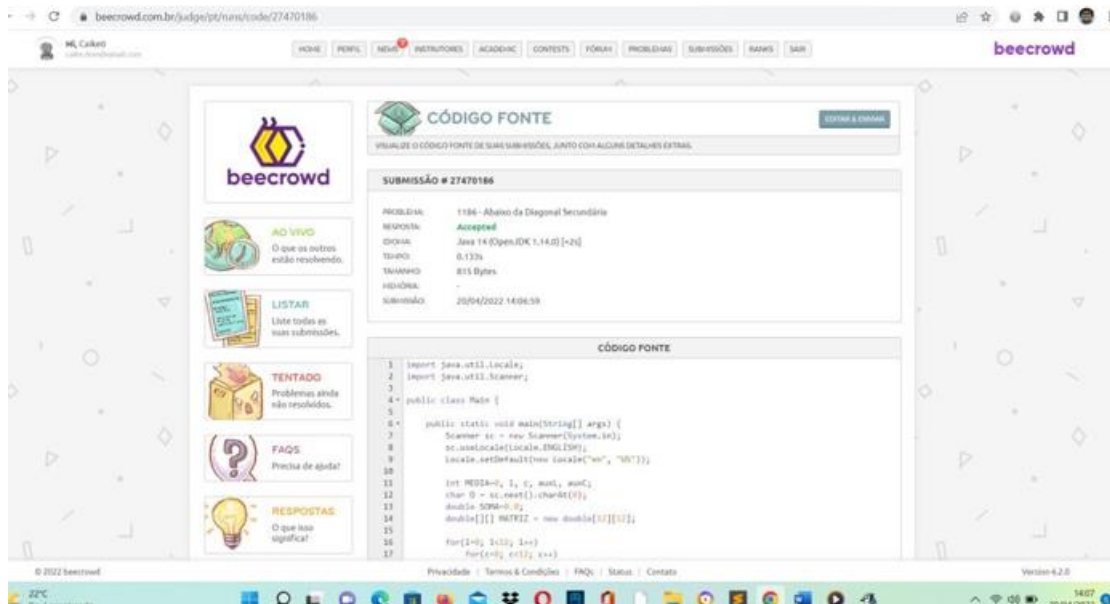 beecrowd.com.br/judge/pt/runs/code/27470186
Hi, Caiketi
HOME PERFIL NEWS INSTRUTORES ACADEMIC CONTESTS FÓRUM PROBLEMAS SUBMISSÕES RANKS SAIR
beecrowd
beecrowd
CÓDIGO FONTE
EDITAR & ENVIAR
VISUALIZE O CÓDIGO FONTE DE SUAS SUBMISSÕES, JUNTO COM ALGUNS DETALHES EXTRAS.
SUBMISSÃO # 27470186
PROBLEMA: 1186 - Abaixo da Diagonal Secundária
RESPOSTA: Accepted
IDIOMA: Java 14 (OpenJDK 1.14.0) [+2s]
TEMPO: 0.133s
TAMANHO: 815 Bytes
MEMÓRIA: -
SUBMISSÃO: 20/04/2022 14:06:59
AO VIVO
O que os outros
estão resolvendo.
LISTAR
Liste todas as
suas submissões.
TENTADO
Problemas ainda
não resolvidos.
FAQS
Precisa de ajuda?
RESPOSTAS
O que isso
significa?
CÓDIGO FONTE
1 import java.util.Locale;
2 import java.util.Scanner;
3
4 public class Main {
5
6 public static void main(String[] args) {
7 Scanner sc = new Scanner(System.in);
8 sc.useLocale(Locale.ENGLISH);
9 Locale.setDefault(new Locale("en", "US"));
10
11 int MEDIA=0, l, c, auxL, auxC;
12 char O = sc.next().charAt(0);
13 double SOMA=0.0;
14 double[][] MATRIZ = new double[12][12];
15
16 for(l=0; l<12; l++)
17 for(c=0; c<12; c++)
© 2022 beecrowd
Privacidade | Termos & Condições | FAQs | Status | Contato
Version 6.2.0
22°C
14:07